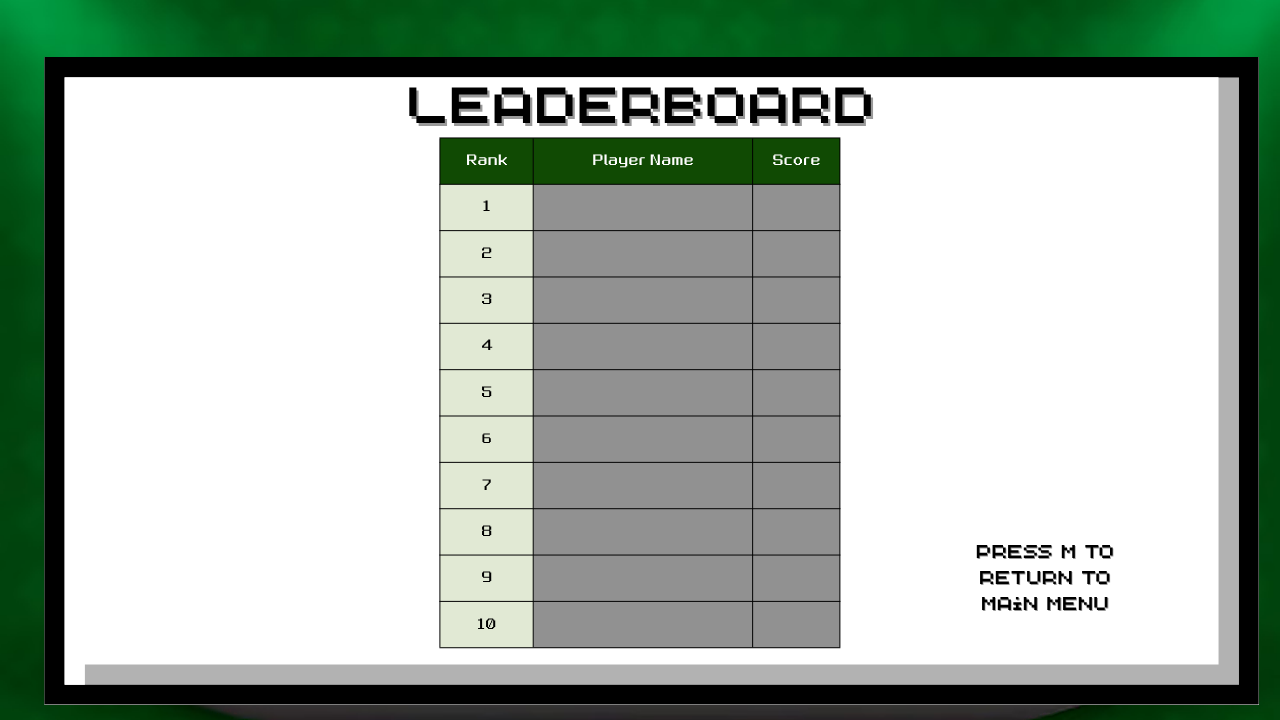 LEADERBOARD
Rank Player Name Score
1
2
3
4
5
6
7
8
9
10
PRESS M TO
RETURN TO
MAiN MENU